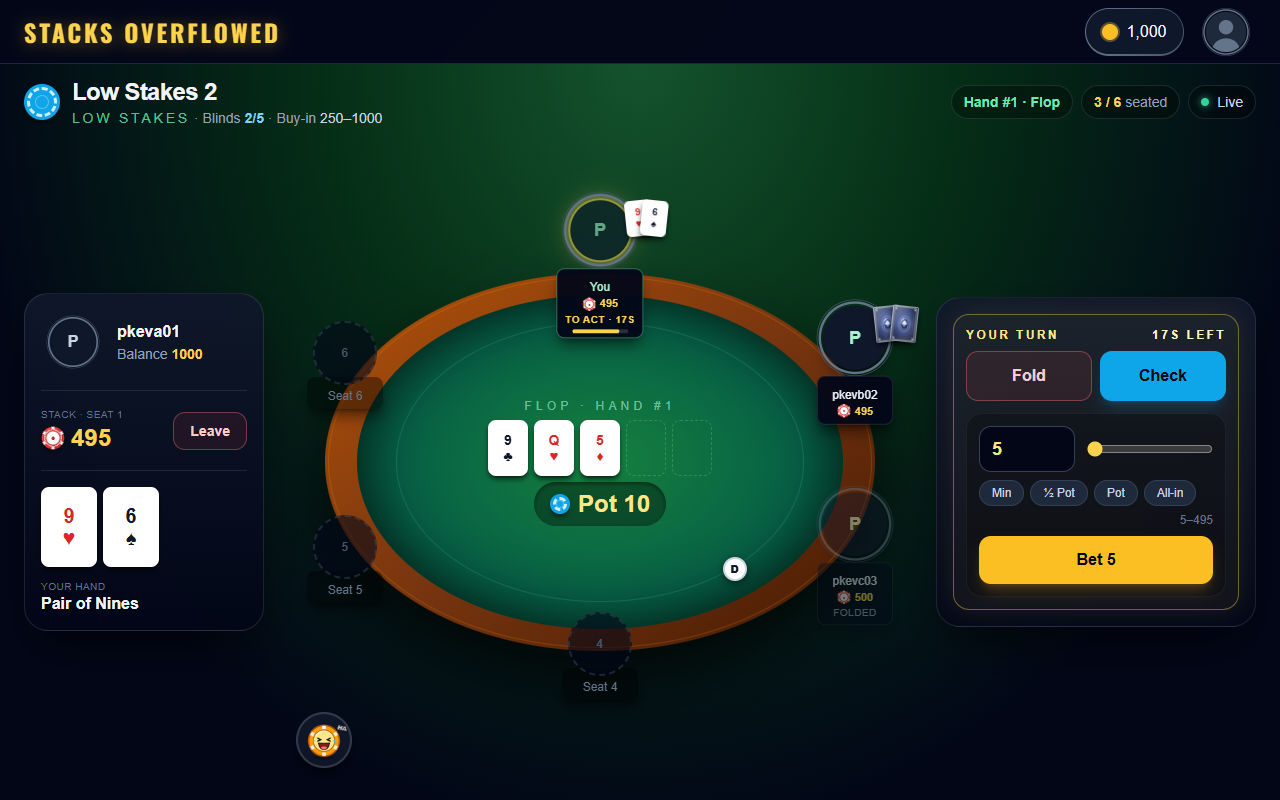 STACKS OVERFLOWED
1,000
Low Stakes 2
LOW STAKES · Blinds 2/5 · Buy-in 250–1000
Hand #1 · Flop
3 / 6 seated
Live
P
9
♥
6
♠
You
495
TO ACT · 17S
P
pkevb02
495
P
pkevc03
500
FOLDED
6
Seat 6
5
Seat 5
4
Seat 4
FLOP · HAND #1
9
♣
Q
♥
5
♦
Pot 10
D
P
pkeva01
Balance 1000
STACK · SEAT 1
495
Leave
9
♥
6
♠
YOUR HAND
Pair of Nines
YOUR TURN
17S LEFT
Fold
Check
5
Min
½ Pot
Pot
All-in
5–495
Bet 5
HA